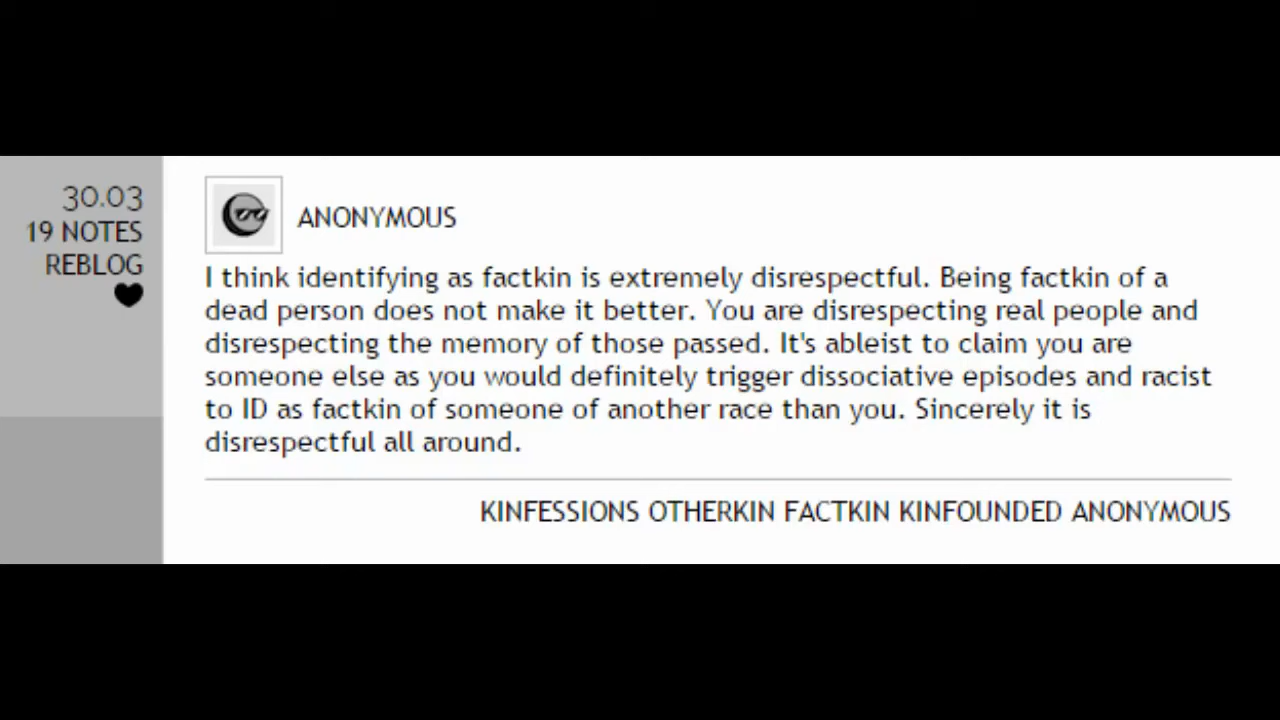 30.03
19 NOTES
REBLOG
ANONYMOUS
I think identifying as factkin is extremely disrespectful. Being factkin of a
dead person does not make it better. You are disrespecting real people and
disrespecting the memory of those passed. It's ableist to claim you are
someone else as you would definitely trigger dissociative episodes and racist
to ID as factkin of someone of another race than you. Sincerely it is
disrespectful all around.
KINFESSIONS OTHERKIN FACTKIN KINFOUNDED ANONYMOUS